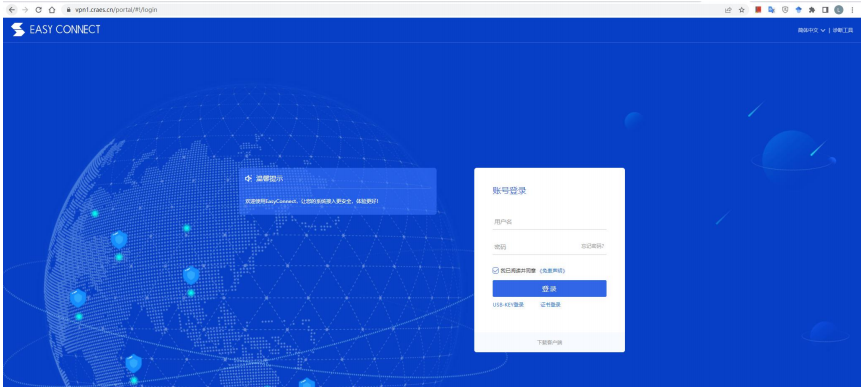 vpn1.craes.cn/portal/#!/login
EASY CONNECT
简体中文 | 诊断工具
温馨提示
欢迎使用EasyConnect，让您的系统接入更安全，体验更好！
账号登录
用户名
密码 忘记密码?
我已阅读并同意《免责声明》
登录
USB-KEY登录 证书登录
下载客户端